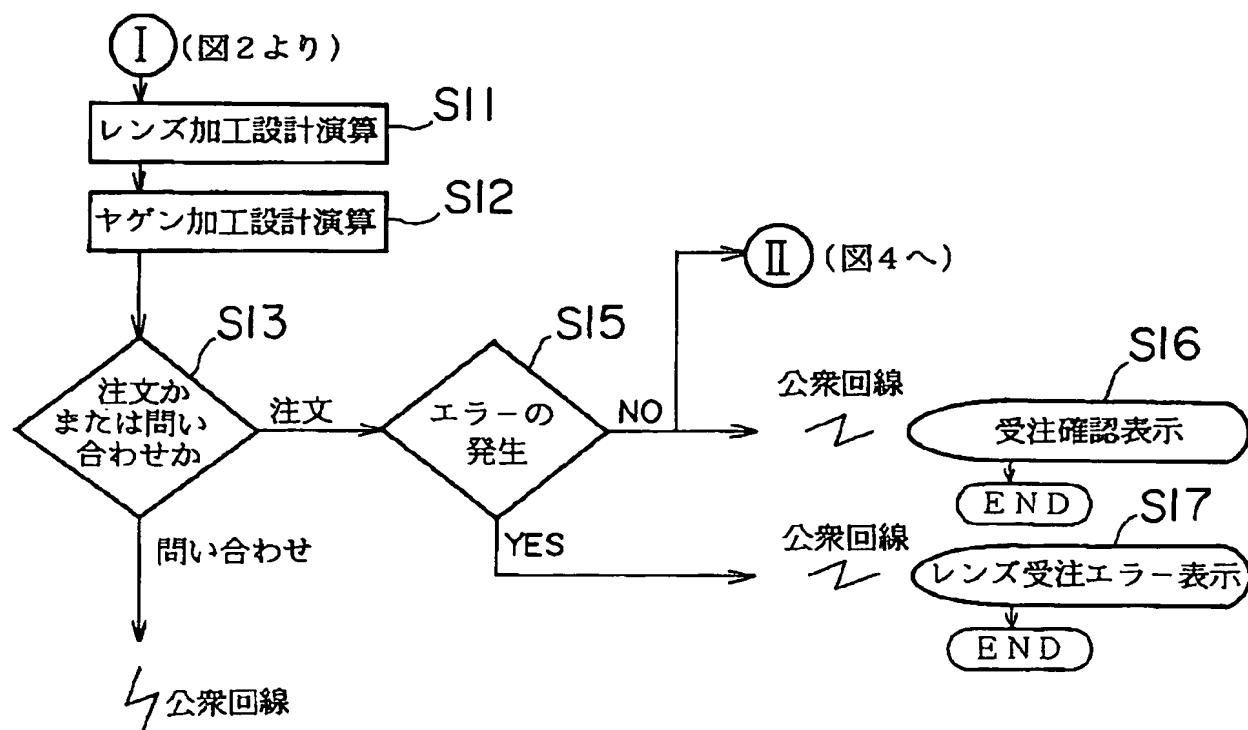 I (図2より)
S11
レンズ加工設計演算
S12
ヤゲン加工設計演算
II (図4へ)
S13
注文か
または問い
合わせか
注文
S15
エラーの
発生
NO
公衆回線
S16
受注確認表示
END
問い合わせ
YES
公衆回線
S17
レンズ受注エラー表示
END
公衆回線